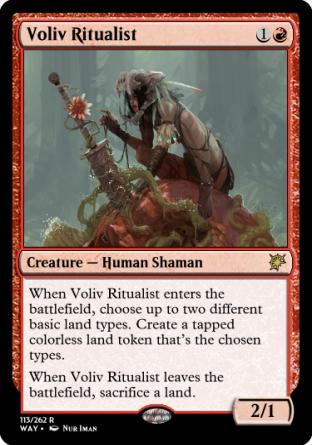 Voliv Ritualist 1
Creature — Human Shaman
When Voliv Ritualist enters the
battlefield, choose up to two different
basic land types. Create a tapped
colorless land token that's the chosen
types.
When Voliv Ritualist leaves the
battlefield, sacrifice a land.
2/1
113/262 R
WAY • Nur Iman